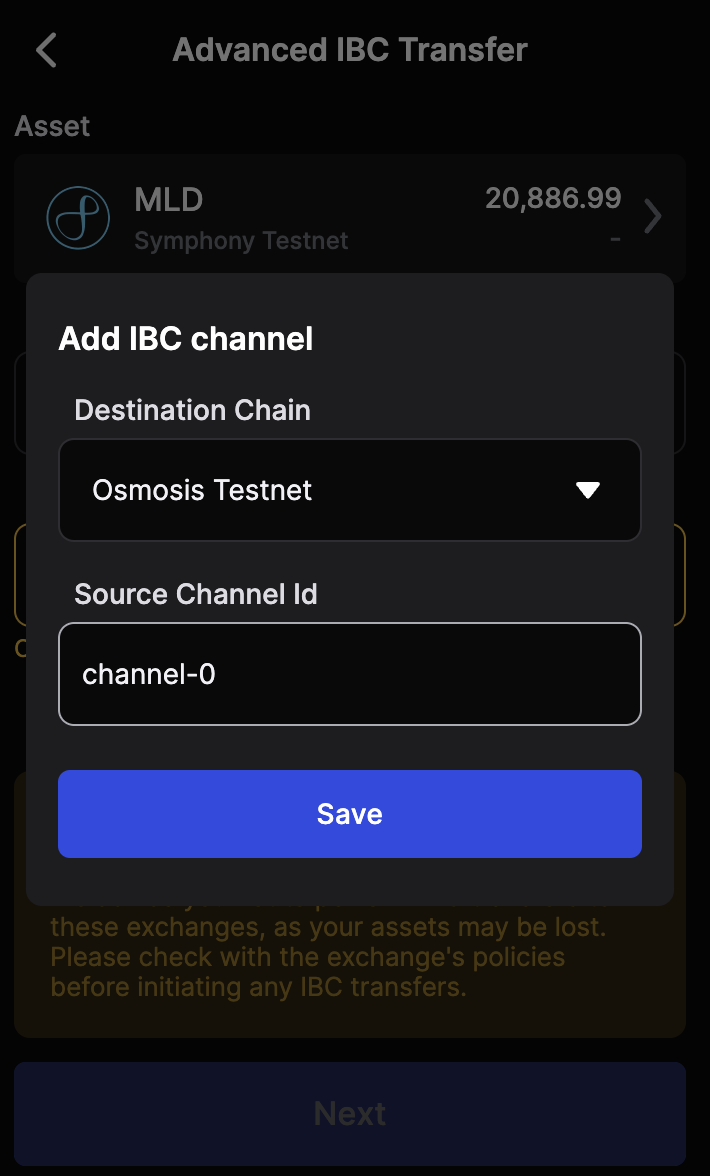 Advanced IBC Transfer
Asset
MLD
20,886.99
Symphony Testnet
-
Add IBC channel
Destination Chain
Osmosis Testnet
Source Channel Id
channel-0
Save
these exchanges, as your assets may be lost.
Please check with the exchange's policies
before initiating any IBC transfers.
Next